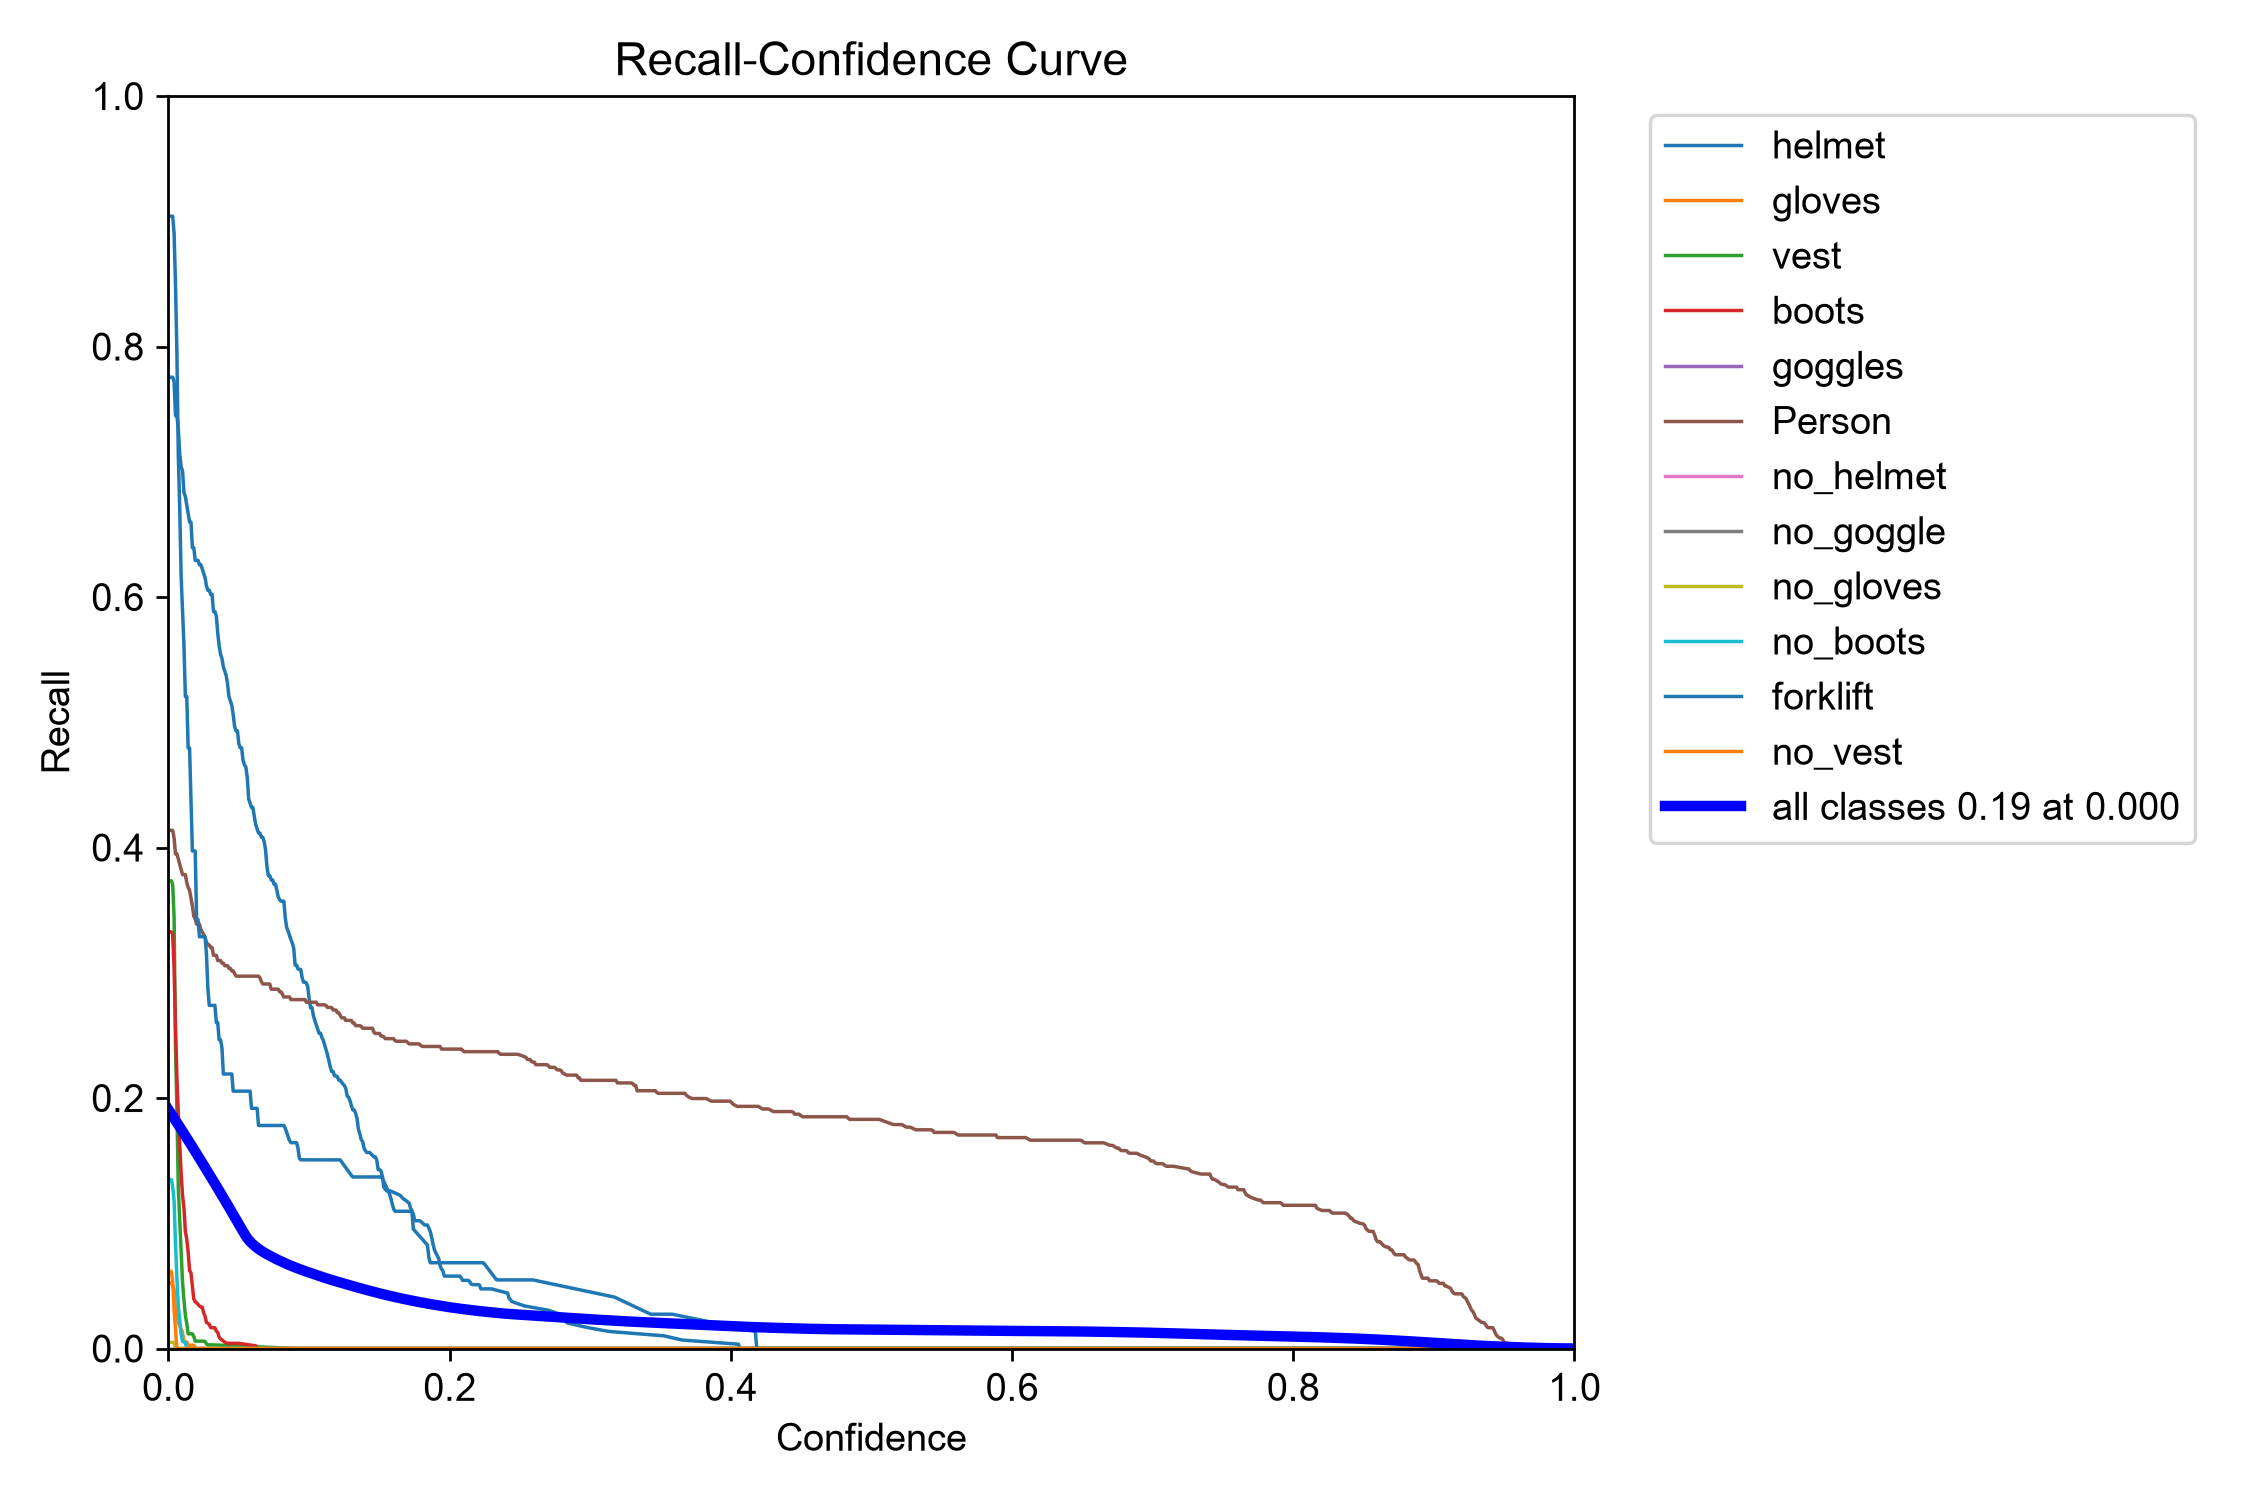 Recall-Confidence Curve
1.0
0.8
0.6
0.4
0.2
0.0
Recall
0.0 0.2 0.4 0.6 0.8 1.0
Confidence
helmet
gloves
vest
boots
goggles
Person
no_helmet
no_goggle
no_gloves
no_boots
forklift
no_vest
all classes 0.19 at 0.000